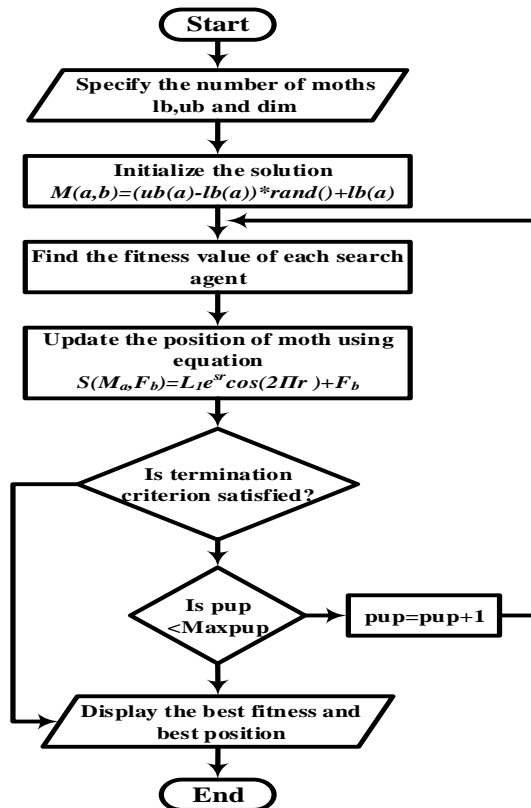 Start
Specify the number of moths
lb,ub and dim
Initialize the solution
M(a,b)=(ub(a)-lb(a))*rand()+lb(a)
Find the fitness value of each search
agent
Update the position of moth using
equation
S(Mₐ,F_b)=L₁e^{sr}cos(2Πr )+F_b
Is termination
criterion satisfied?
Is pup
<Maxpup
pup=pup+1
Display the best fitness and
best position
End